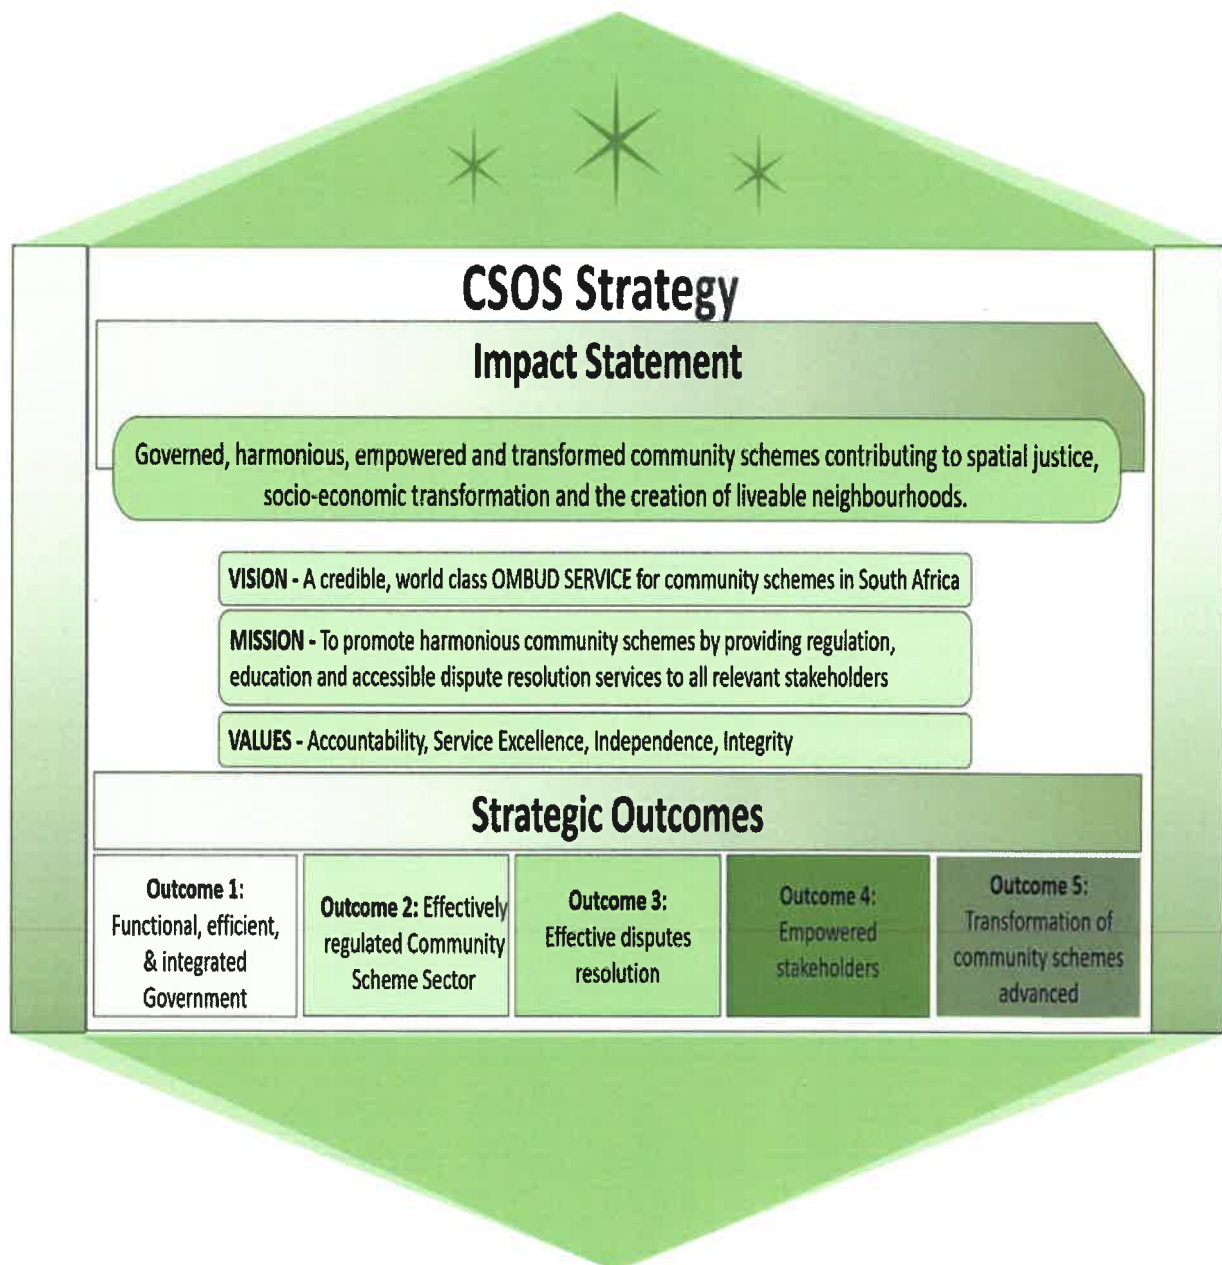 CSOS Strategy
Impact Statement
Governed, harmonious, empowered and transformed community schemes contributing to spatial justice,
socio-economic transformation and the creation of liveable neighbourhoods.
VISION - A credible, world class OMBUD SERVICE for community schemes in South Africa
MISSION - To promote harmonious community schemes by providing regulation,
education and accessible dispute resolution services to all relevant stakeholders
VALUES - Accountability, Service Excellence, Independence, Integrity
Strategic Outcomes
Outcome 1:
Functional, efficient,
& integrated
Government
Outcome 2: Effectively
regulated Community
Scheme Sector
Outcome 3:
Effective disputes
resolution
Outcome 4:
Empowered
stakeholders
Outcome 5:
Transformation of
community schemes
advanced